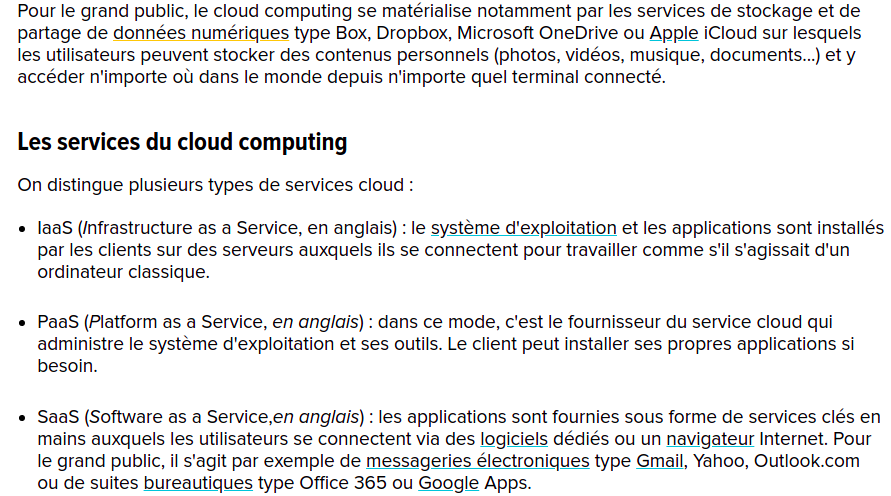 Pour le grand public, le cloud computing se matérialise notamment par les services de stockage et de
partage de données numériques type Box, Dropbox, Microsoft OneDrive ou Apple iCloud sur lesquels
les utilisateurs peuvent stocker des contenus personnels (photos, vidéos, musique, documents...) et y
accéder n'importe où dans le monde depuis n'importe quel terminal connecté.
Les services du cloud computing
On distingue plusieurs types de services cloud :
• IaaS (Infrastructure as a Service, en anglais) : le système d'exploitation et les applications sont installés
par les clients sur des serveurs auxquels ils se connectent pour travailler comme s'il s'agissait d'un
ordinateur classique.
• PaaS (Platform as a Service, en anglais) : dans ce mode, c'est le fournisseur du service cloud qui
administre le système d'exploitation et ses outils. Le client peut installer ses propres applications si
besoin.
• SaaS (Software as a Service,en anglais) : les applications sont fournies sous forme de services clés en
mains auxquels les utilisateurs se connectent via des logiciels dédiés ou un navigateur Internet. Pour
le grand public, il s'agit par exemple de messageries électroniques type Gmail, Yahoo, Outlook.com
ou de suites bureautiques type Office 365 ou Google Apps.